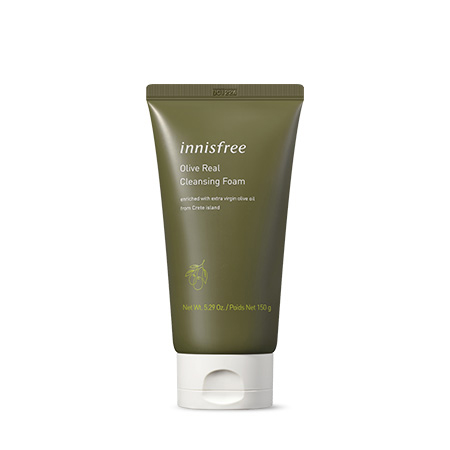 innisfree
Olive Real
Cleansing Foam
enriched with extra virgin olive oil
from Crete island
Net Wt. 5.29 Oz. / Poids Net 150 g